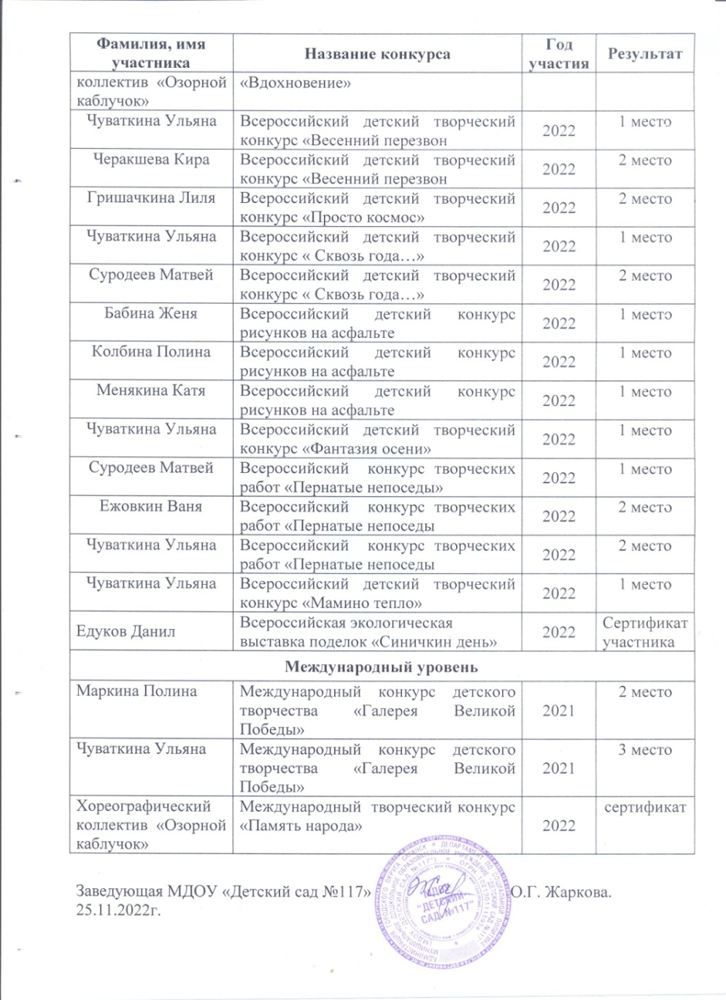 Фамилия, имя участника Название конкурса Год участия Результат
коллектив «Озорной «Вдохновение»
каблучок»
Чуваткина Ульяна Всероссийский детский творческий 2022 1 место
конкурс «Весенний перезвон
Черакшева Кира Всероссийский детский творческий 2022 2 место
конкурс «Весенний перезвон
Гришачкина Лиля Всероссийский детский творческий 2022 2 место
конкурс «Просто космос»
Чуваткина Ульяна Всероссийский детский творческий 2022 1 место
конкурс « Сквозь года…»
Суродеев Матвей Всероссийский детский творческий 2022 2 место
конкурс « Сквозь года…»
Бабина Женя Всероссийский детский конкурс 2022 1 место
рисунков на асфальте
Колбина Полина Всероссийский детский конкурс 2022 1 место
рисунков на асфальте
Менякина Катя Всероссийский детский конкурс 2022 1 место
рисунков на асфальте
Чуваткина Ульяна Всероссийский детский творческий 2022 1 место
конкурс «Фантазия осени»
Суродеев Матвей Всероссийский конкурс творческих 2022 1 место
работ «Пернатые непоседы»
Ежовкин Ваня Всероссийский конкурс творческих 2022 2 место
работ «Пернатые непоседы
Чуваткина Ульяна Всероссийский конкурс творческих 2022 2 место
работ «Пернатые непоседы
Чуваткина Ульяна Всероссийский детский творческий 2022 1 место
конкурс «Мамино тепло»
Едуков Данил Всероссийская экологическая 2022 Сертификат
выставка поделок «Синичкин день» участника
Международный уровень
Маркина Полина Международный конкурс детского 2021 2 место
творчества «Галерея Великой
Победы»
Чуваткина Ульяна Международный конкурс детского 2021 3 место
творчества «Галерея Великой
Победы»
Хореографический Международный творческий конкурс 2022 сертификат
коллектив «Озорной «Память народа»
каблучок»
Заведующая МДОУ «Детский сад №117» О.Г. Жаркова.
25.11.2022г.
МДОУ
"ДЕТСКИЙ
САД №117"